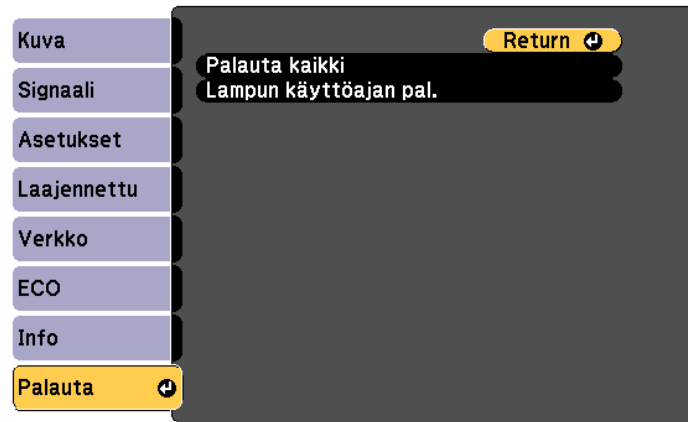 Kuva
Signaali
Asetukset
Laajennettu
Verkko
ECO
Info
Palauta
Return
Palauta kaikki
Lampun käyttöajan pal.